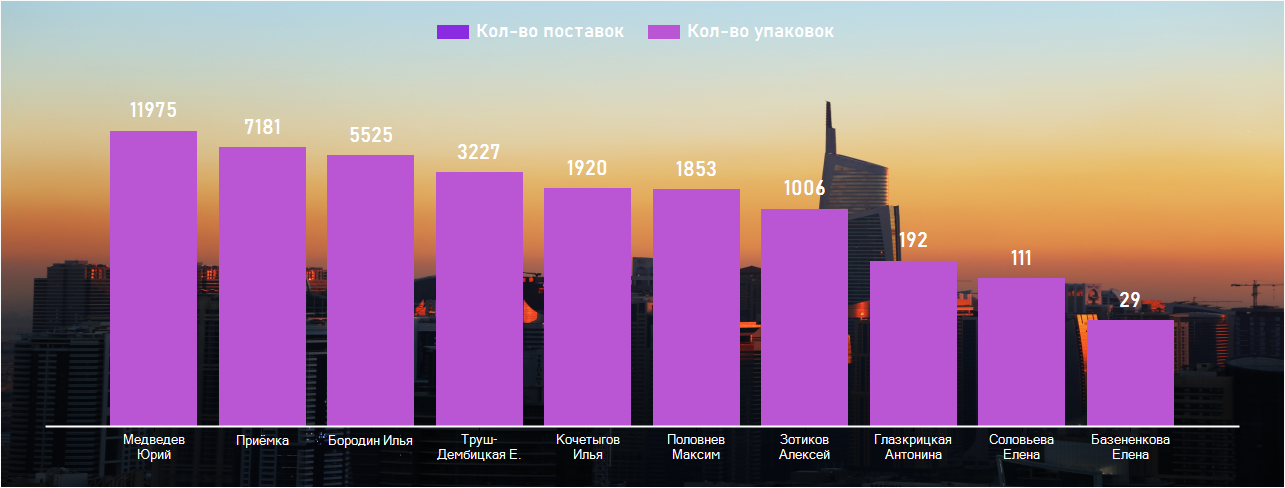 Кол-во поставок Кол-во упаковок
11975 7181 5525 3227 1920 1853 1006 192 111 29
Медведев Юрий
Приёмка
Бородин Илья
Труш-
Дембицкая Е.
Кочетыгов
Илья
Половнев
Максим
Зотиков
Алексей
Глазкрицкая
Антонина
Соловьева
Елена
Базененкова
Елена